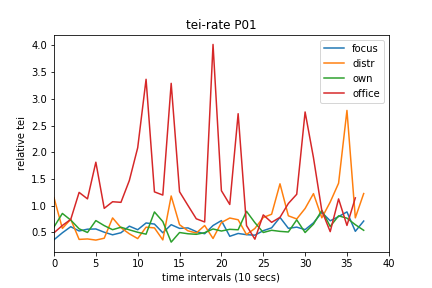 tei-rate P01
focus
distr
own
office
relative tei
4.0
3.5
3.0
2.5
2.0
1.5
1.0
0.5
0 5 10 15 20 25 30 35 40
time intervals (10 secs)